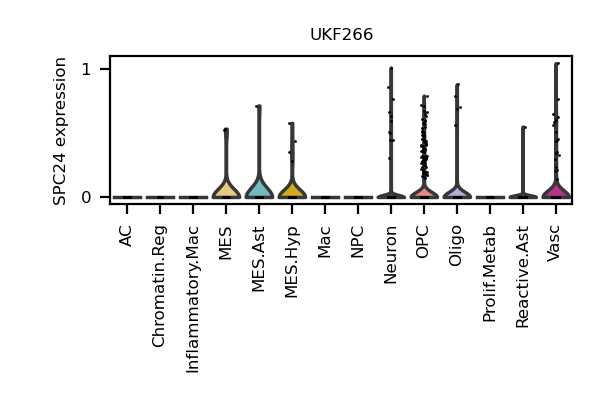 UKF266
SPC24 expression
1
0
AC
Chromatin.Reg
Inflammatory.Mac
MES
MES.Ast
MES.Hyp
Mac
NPC
Neuron
OPC
Oligo
Prolif.Metab
Reactive.Ast
Vasc